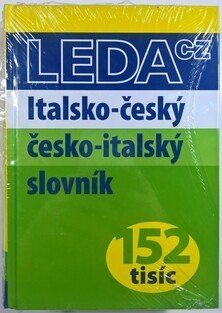 LEDA cz
Italsko-český
česko-italský
slovník
152
tisíc